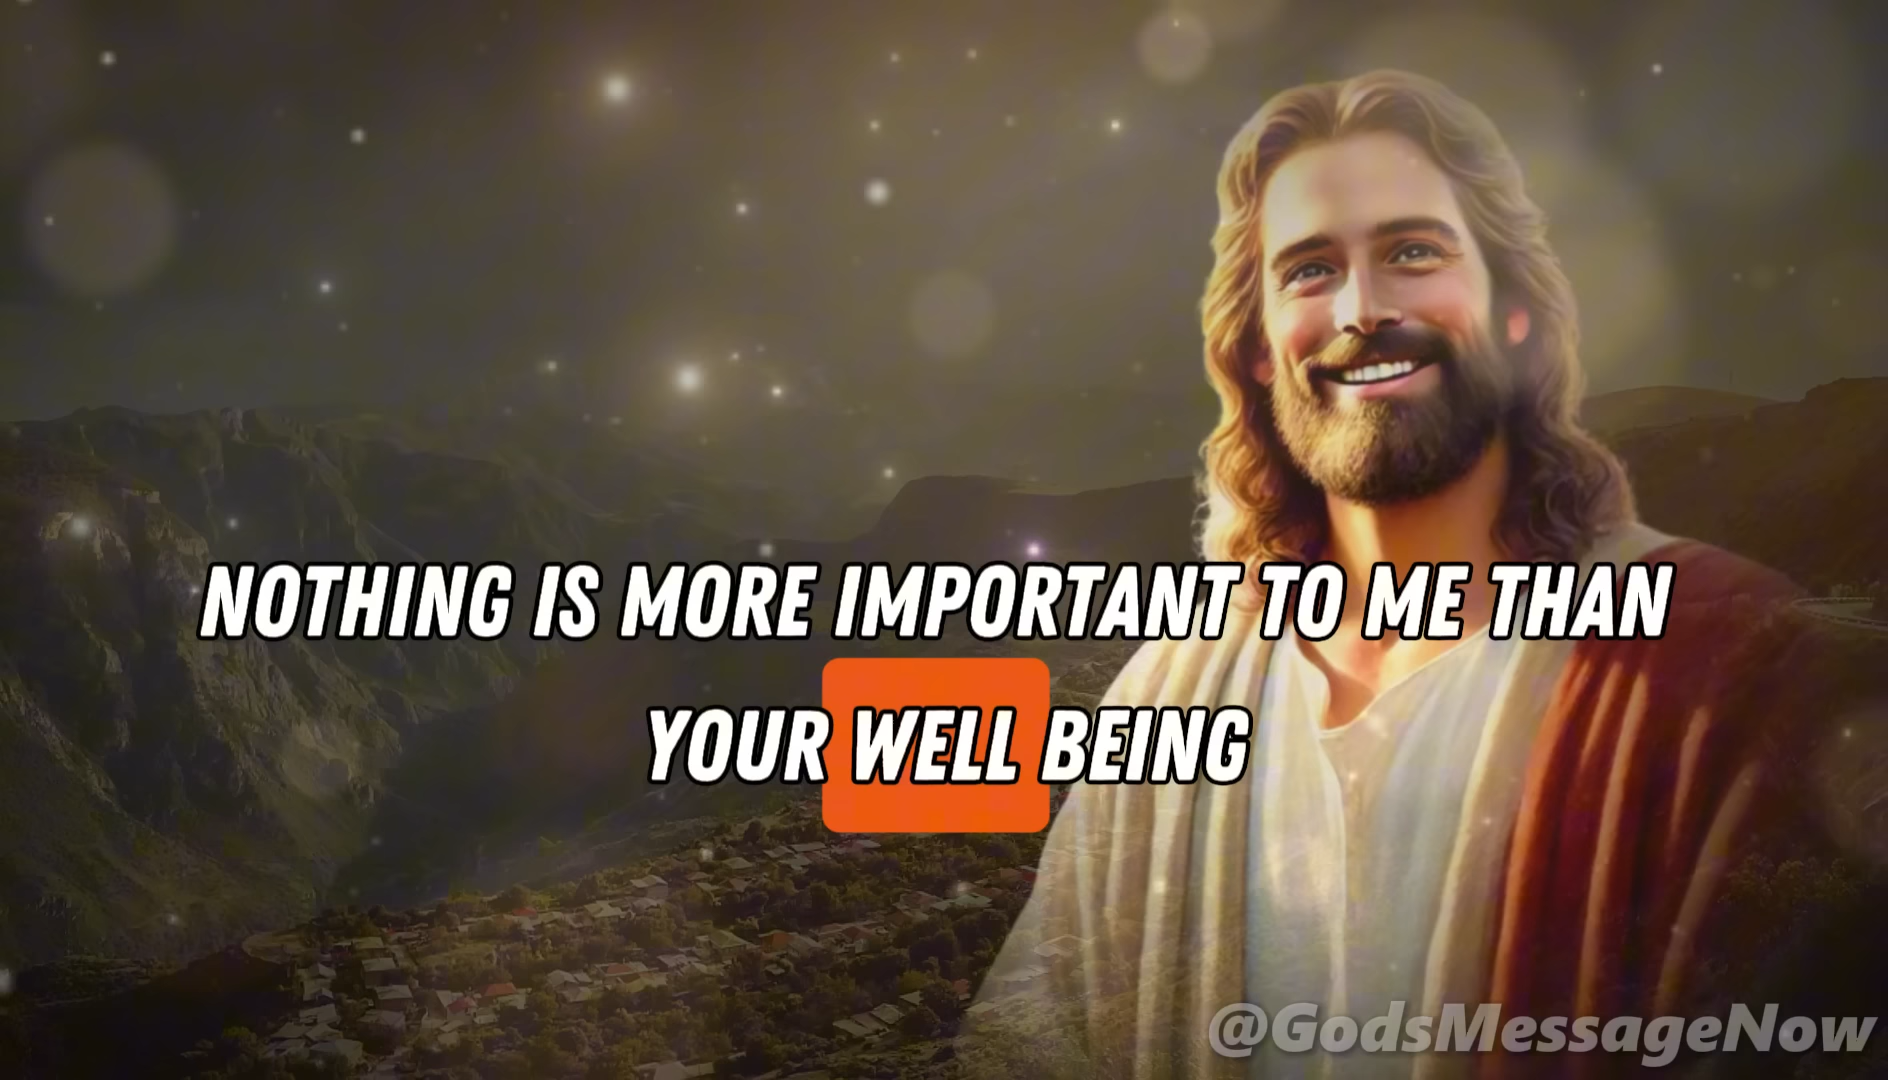 NOTHING IS MORE IMPORTANT TO ME THAN
YOUR WELL BEING
@GodsMessageNow